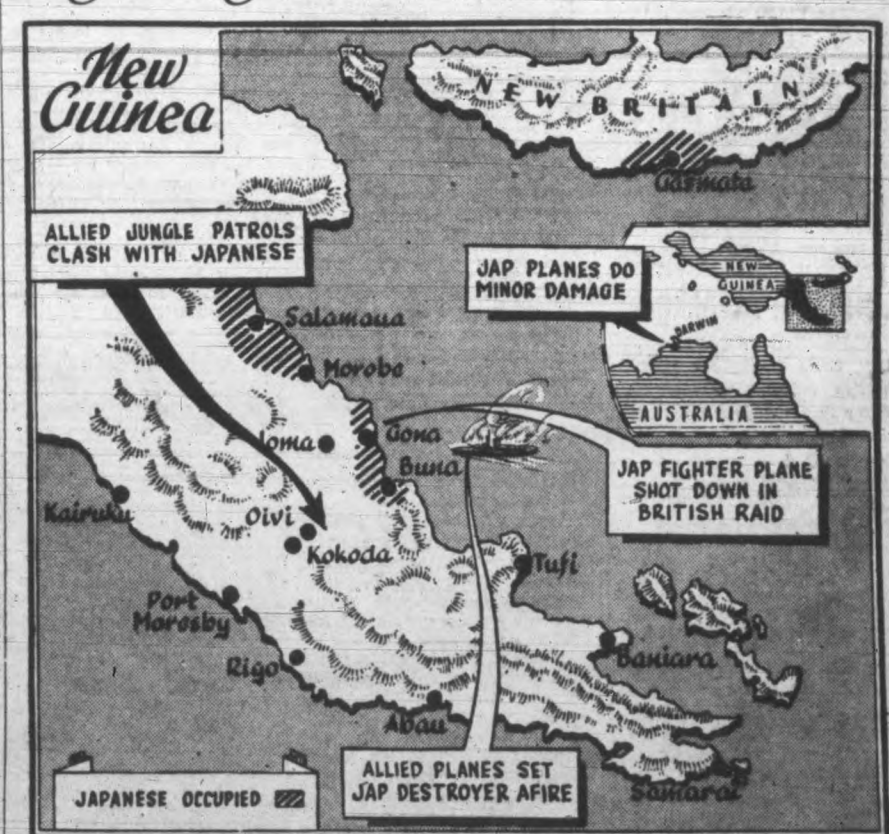 New
Guinea
NEW BRITAIN
Gasmata
ALLIED JUNGLE PATROLS
CLASH WITH JAPANESE
JAP PLANES DO
MINOR DAMAGE
NEW
GUINEA
DARWIN
AUSTRALIA
Salamaua
Morobe
Ioma
Gona
Buna
JAP FIGHTER PLANE
SHOT DOWN IN
BRITISH RAID
Kairuku
Oivi
Kokoda
Tufi
Port
Moresby
Rigo
Baniara
Abau
ALLIED PLANES SET
JAP DESTROYER AFIRE
Samarai
JAPANESE OCCUPIED